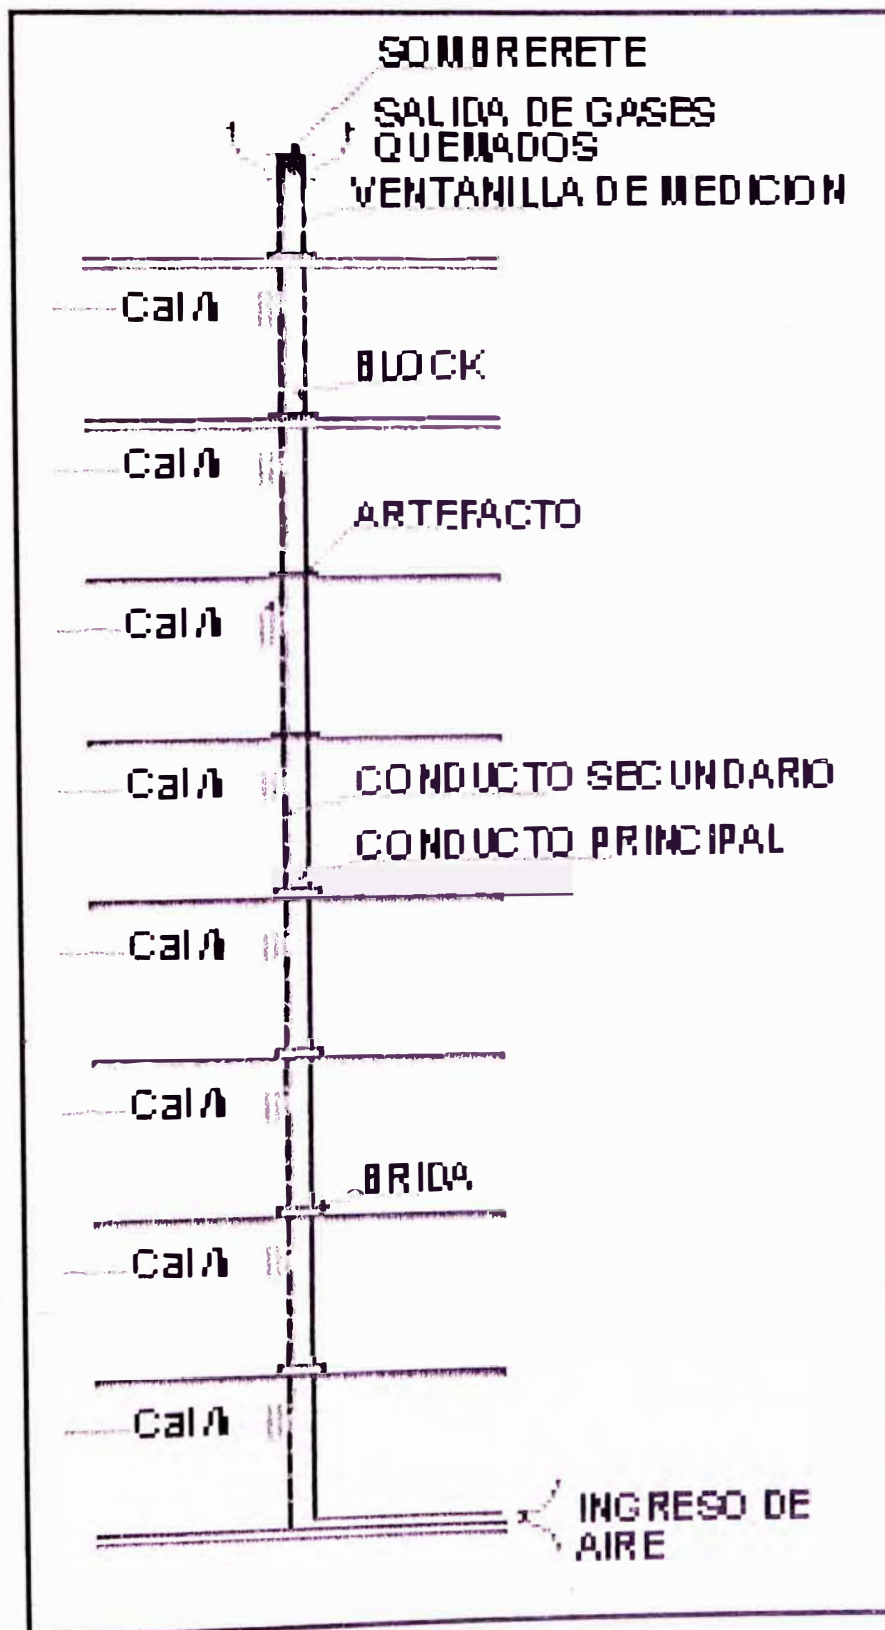 SOMBRERETE
SALIDA DE GASES
QUEMADOS
VENTANILLA DE MEDICION
Cal/h
BLOCK
Cal/h
ARTEFACTO
Cal/h
Cal/h
CONDUCTO SECUNDARIO
CONDUCTO PRINCIPAL
Cal/h
Cal/h
BRIDA
Cal/h
Cal/h
INGRESO DE
AIRE